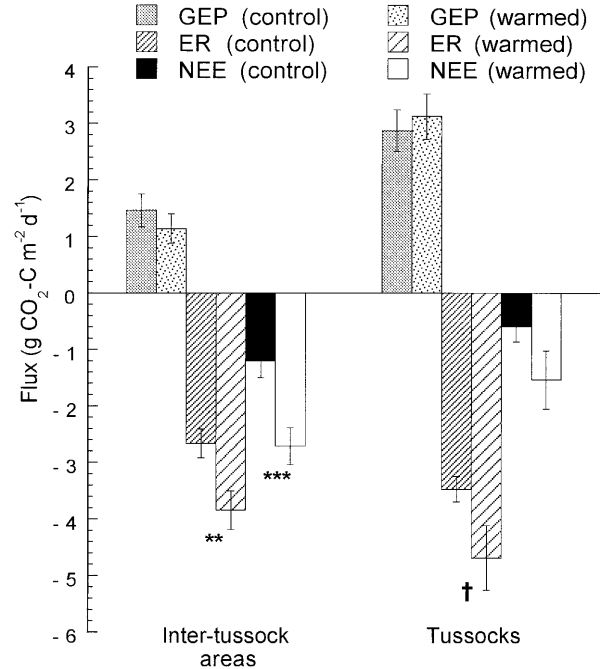 GEP (control) GEP (warmed)
ER (control) ER (warmed)
NEE (control) NEE (warmed)
4
3
2
1
0
- 1
- 2
- 3
- 4
- 5
- 6
Flux (g CO₂-C m⁻² d⁻¹)
***
**
†
Inter-tussock
areas
Tussocks